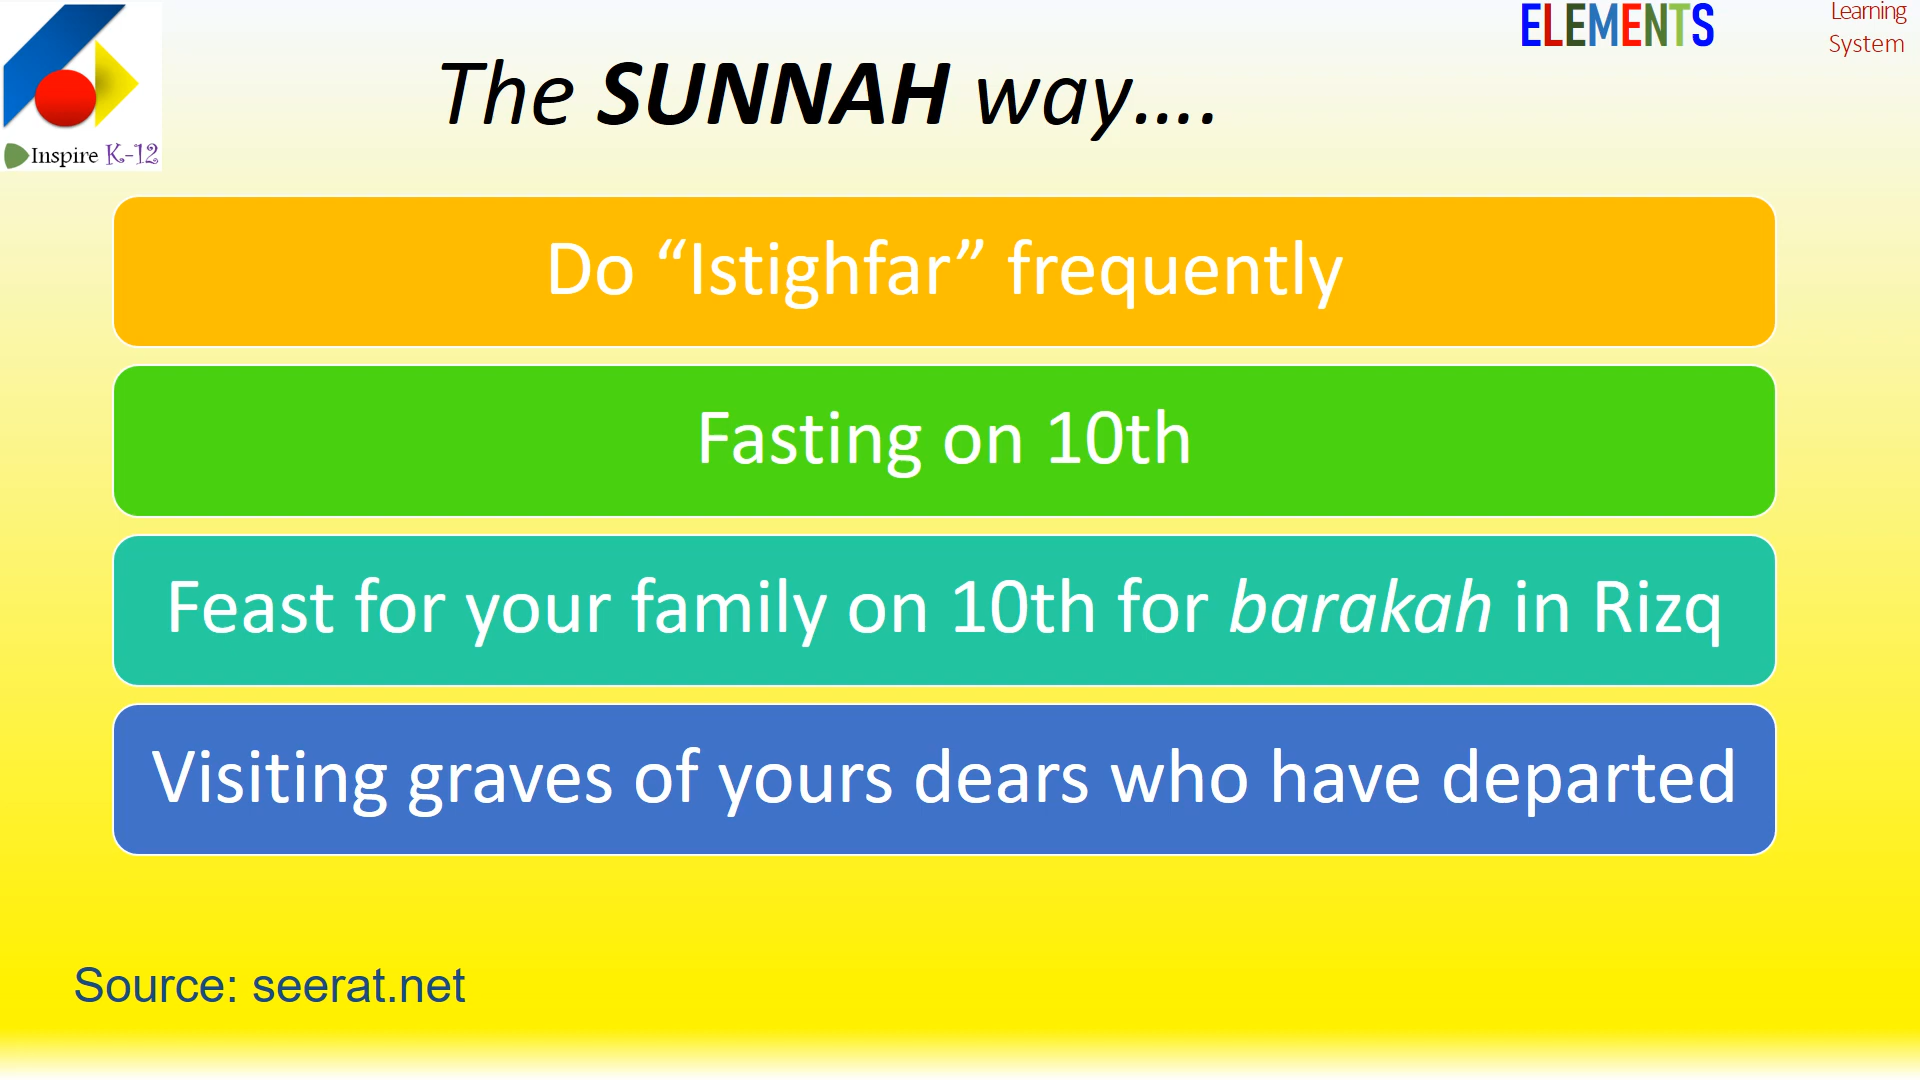 ELEMENTS
Learning
System
The SUNNAH way....
Inspire K-12
Do “Istighfar” frequently
Fasting on 10th
Feast for your family on 10th for barakah in Rizq
Visiting graves of yours dears who have departed
Source: seerat.net